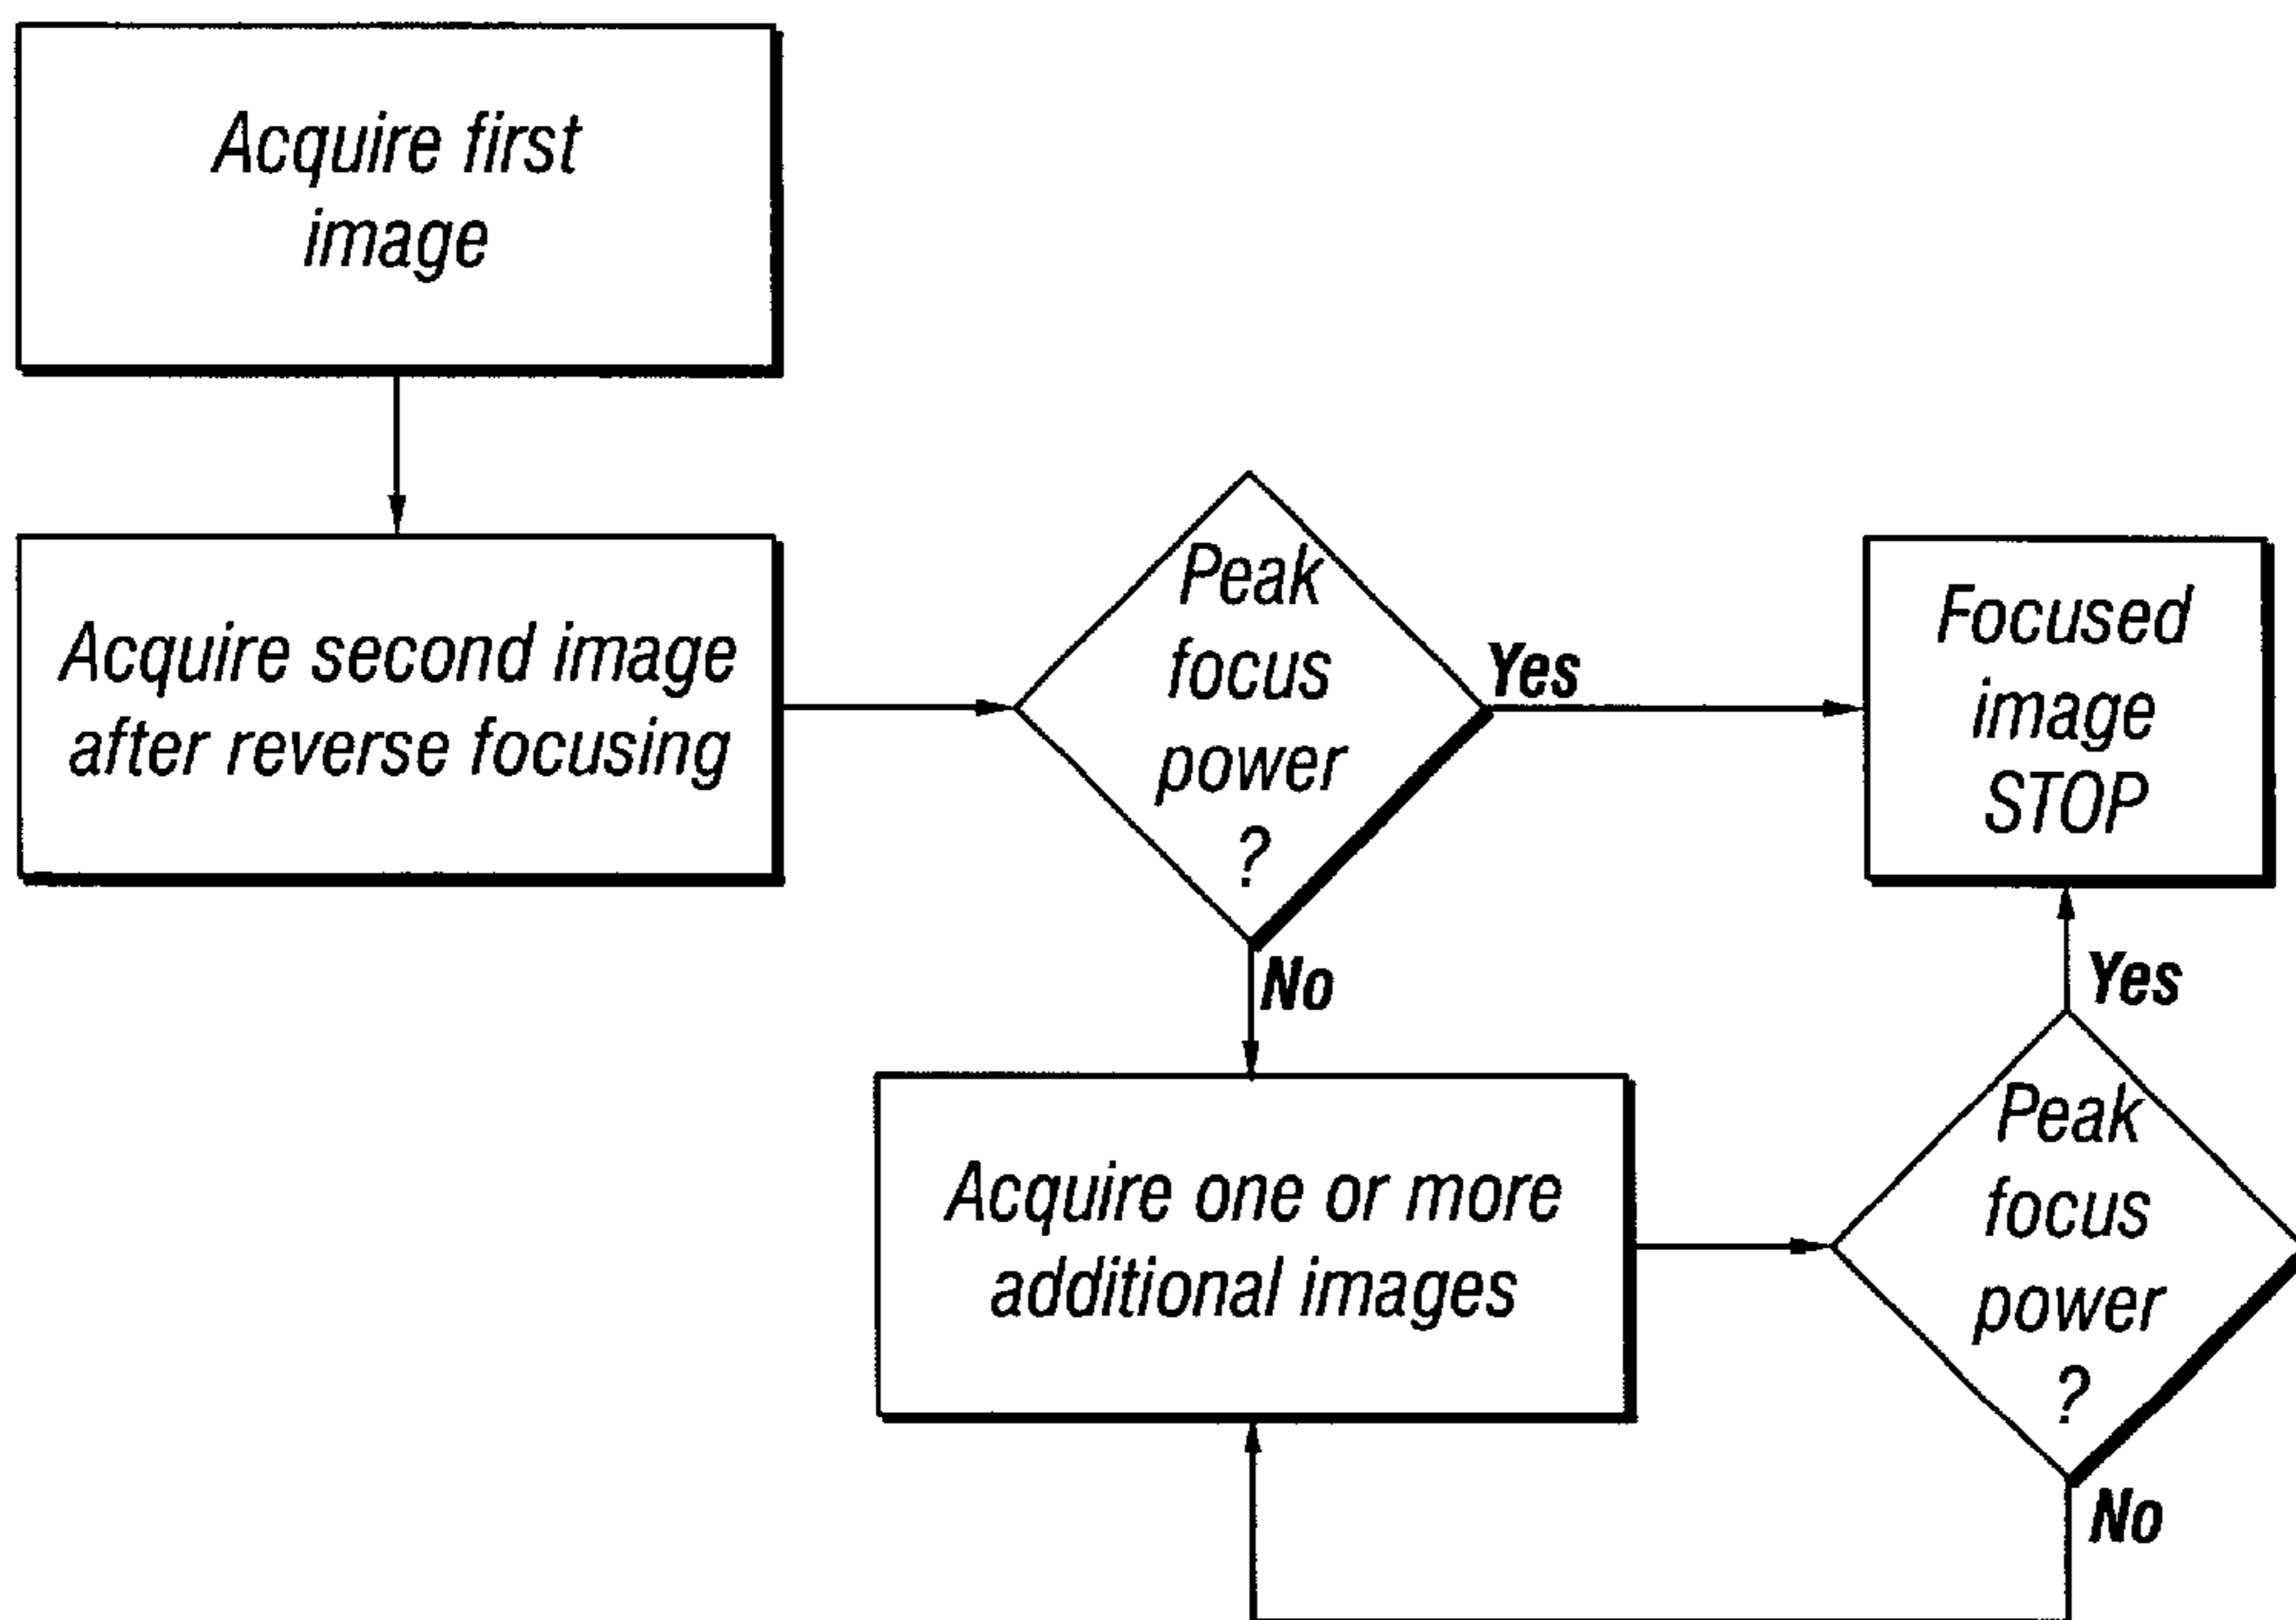 Acquire first
image
Acquire second image
after reverse focusing
Peak
focus
power
?
Yes
Focused
image
STOP
No
Yes
Acquire one or more
additional images
Peak
focus
power
?
No